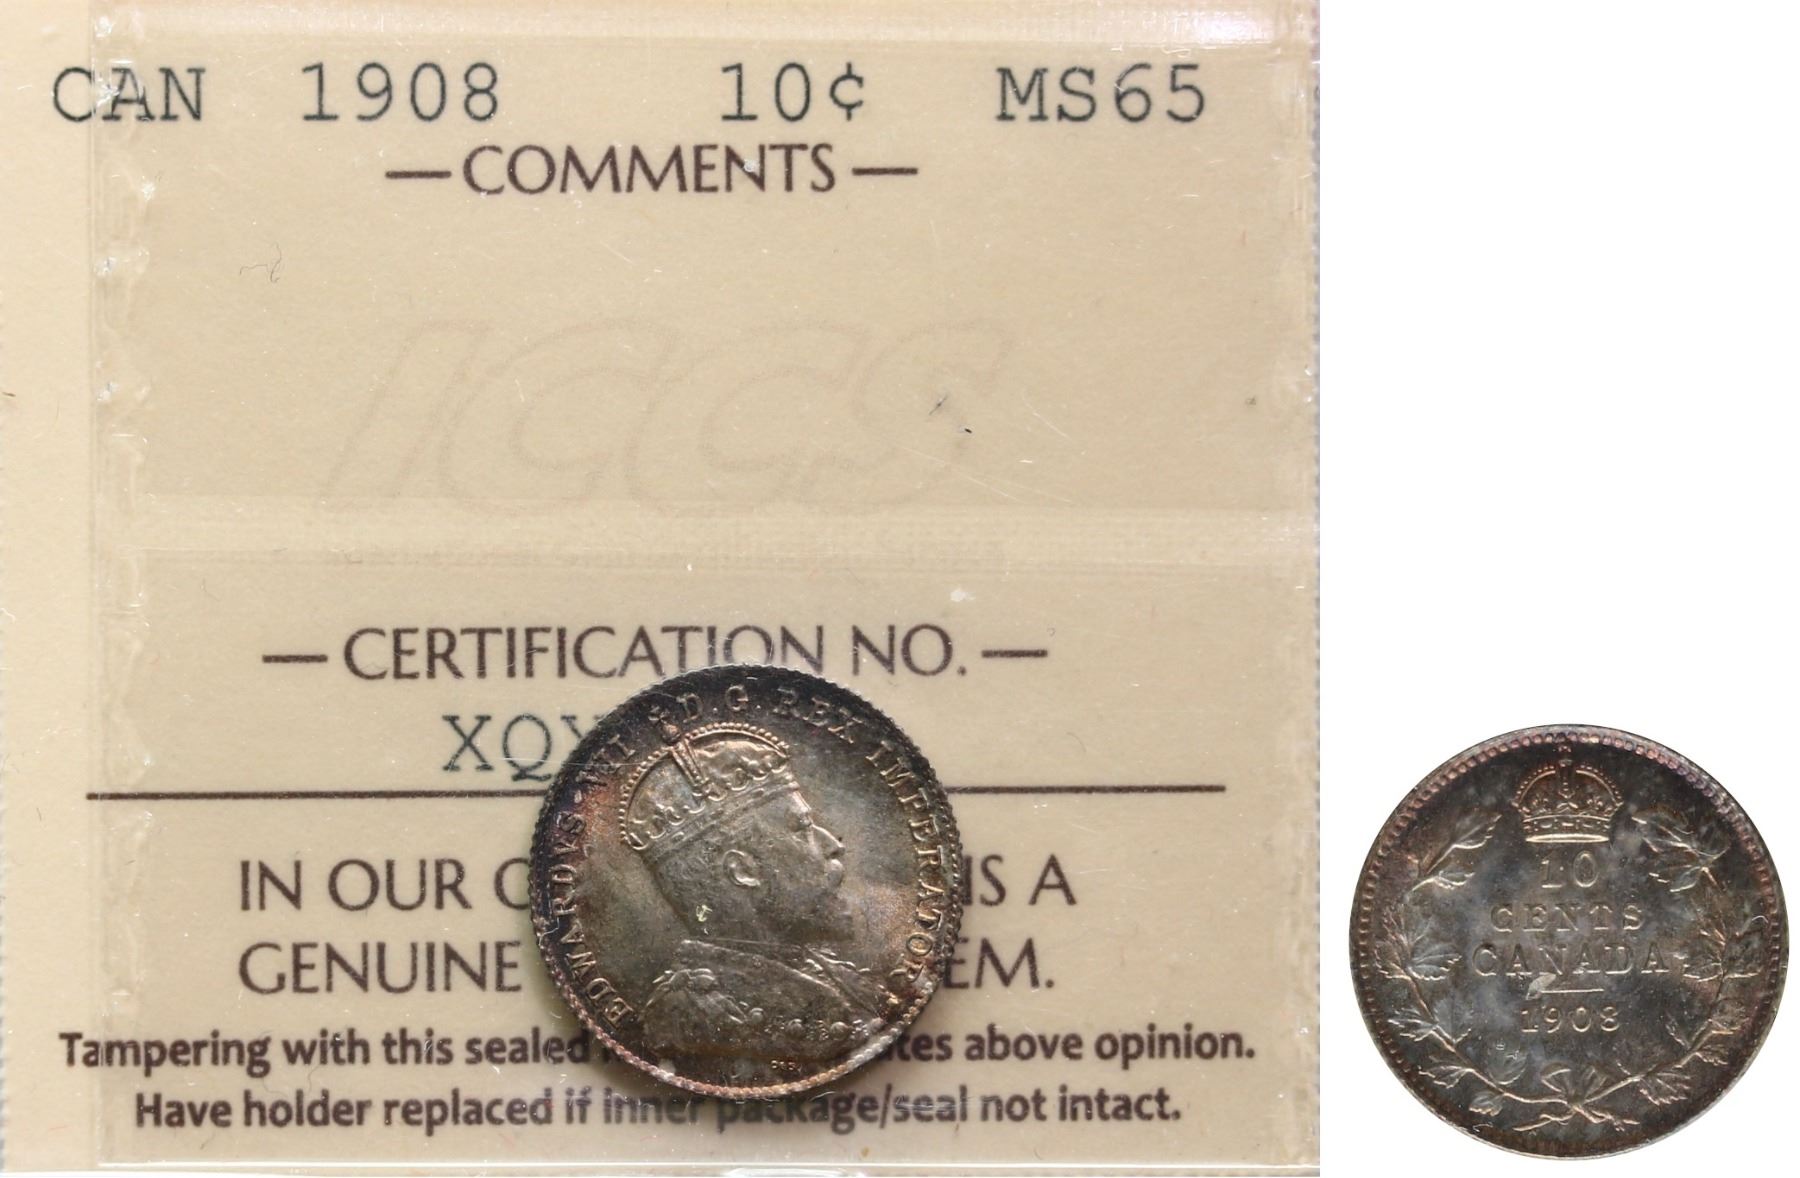 CAN 1908 10¢ MS65
— COMMENTS —
ICCS
— CERTIFICATION NO. —
XQ
IN OUR IS A
GENUINE EM.
Tampering with this sealed tes above opinion.
Have holder replaced if inner package/seal not intact.
EDWARDVS·VII D.G.REX IMPERATOR
10
CENTS
CANADA
1908